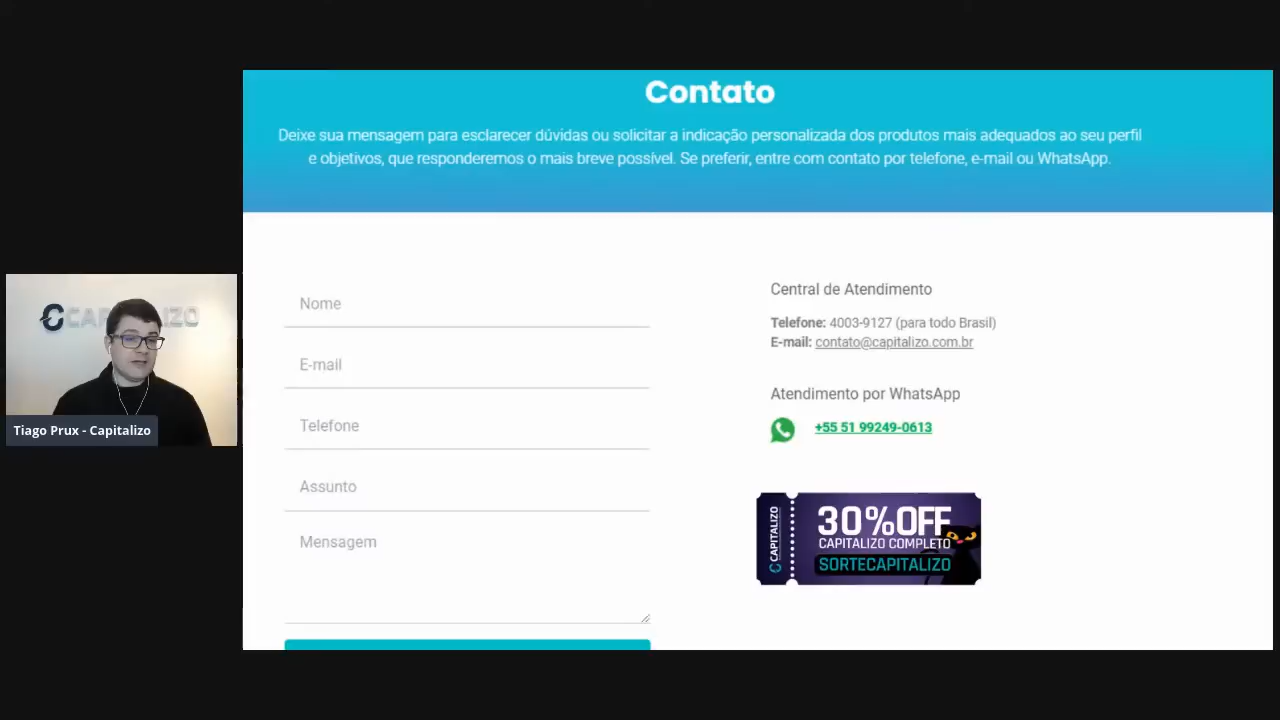 Contato
Deixe sua mensagem para esclarecer dúvidas ou solicitar a indicação personalizada dos produtos mais adequados ao seu perfil
e objetivos, que responderemos o mais breve possível. Se preferir, entre com contato por telefone, e-mail ou WhatsApp.
Nome
E-mail
Telefone
Assunto
Mensagem
Central de Atendimento
Telefone: 4003-9127 (para todo Brasil)
E-mail: contato@capitalizo.com.br
Atendimento por WhatsApp
+55 51 99249-0613
CAPITALIZO
30%OFF
CAPITALIZO COMPLETO
SORTECAPITALIZO
CAPITALIZO
Tiago Prux - Capitalizo